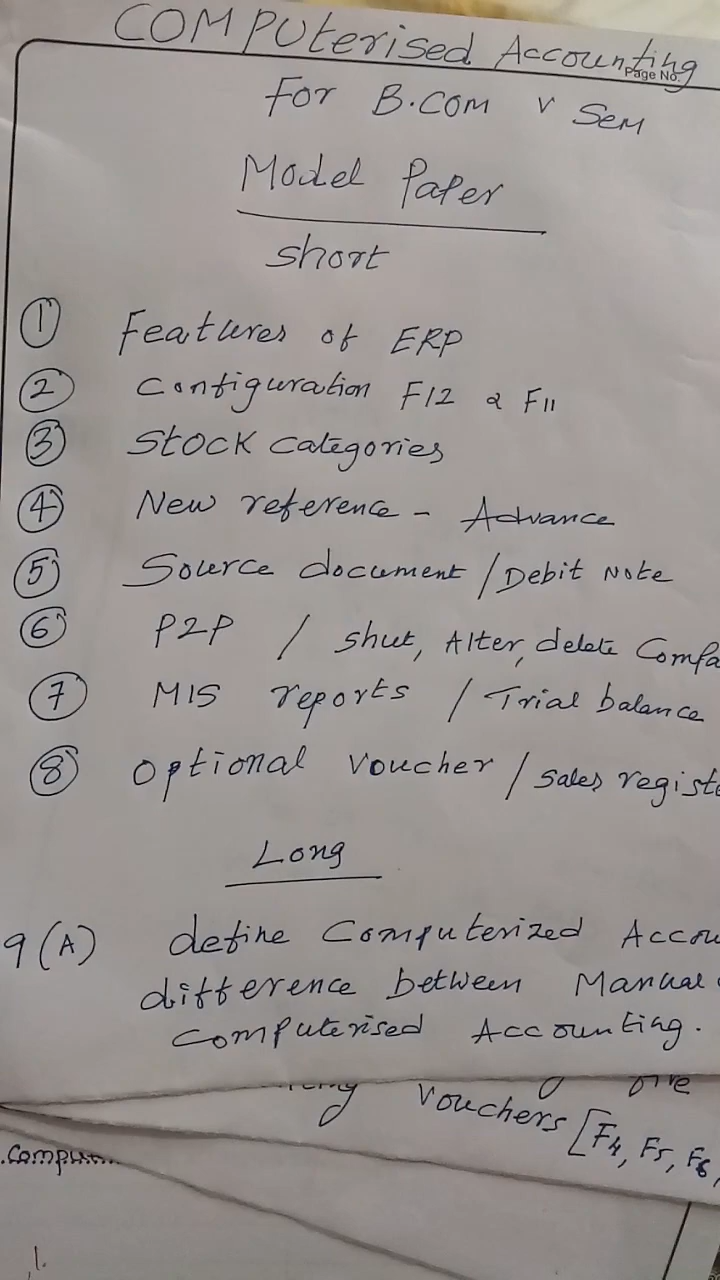 COMPUterised Accounting
Page No.
For B.COM V SEM
Model Paper
short
1 Features of ERP
2 Configuration F12 & F11
3 Stock categories
4 New reference - Advance
5 Source document / Debit Note
6 P2P / shut, Alter, delete Compa
7 MIS reports / Trial balance
8 Optional Voucher / Sales registe
Long
9 (A) define Computerized Accou
difference between Manual
Computerised Accounting.
Vouchers [F4, F5, F6,